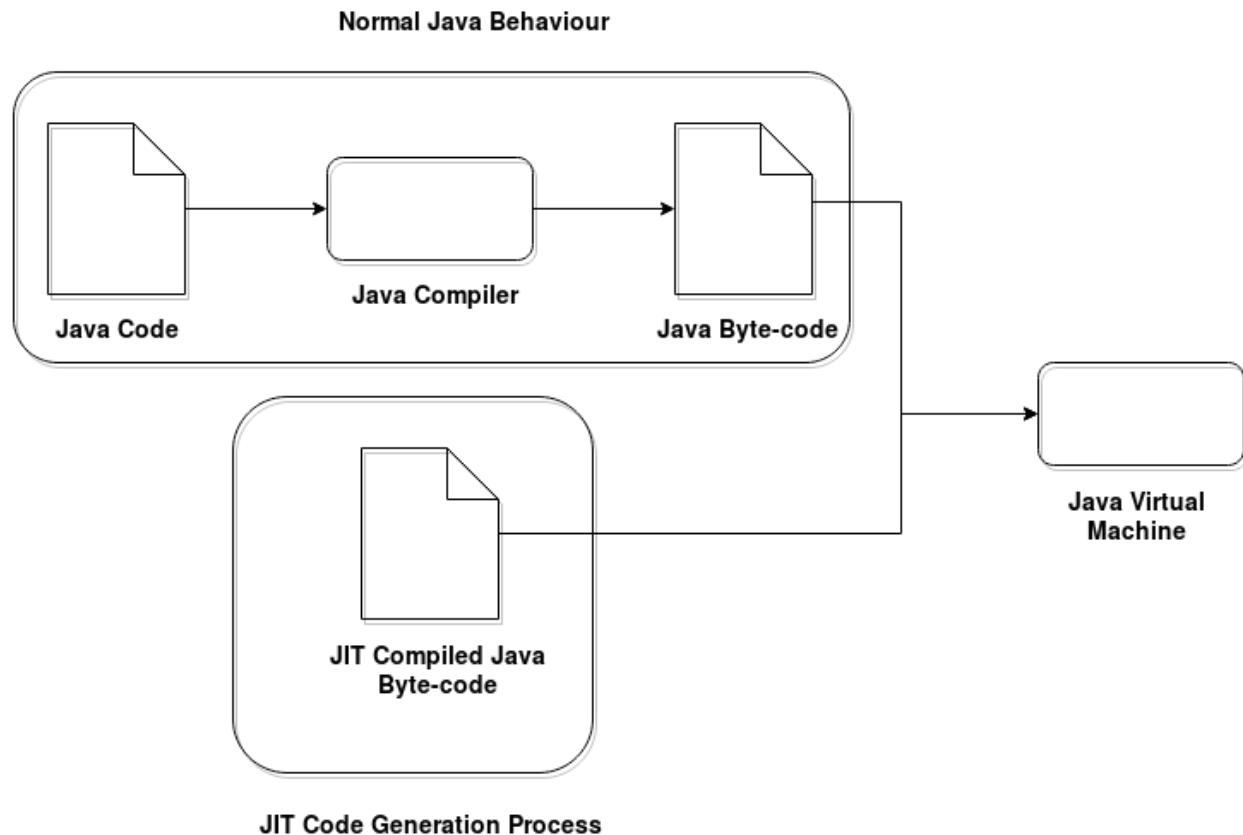 Normal Java Behaviour
Java Code
Java Compiler
Java Byte-code
Java Virtual
Machine
JIT Compiled Java
Byte-code
JIT Code Generation Process